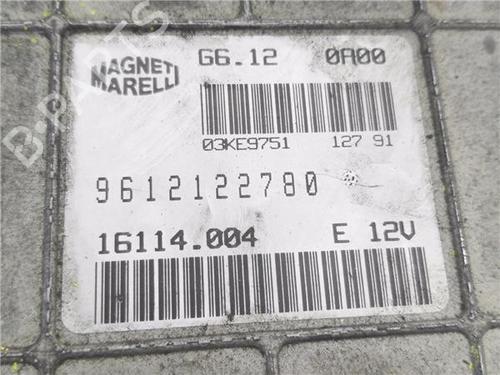 MAGNETI MARELLI
G6.12 0A00
03KE9751 127 91
9612122780
16114.004 E 12V
B-PARTS